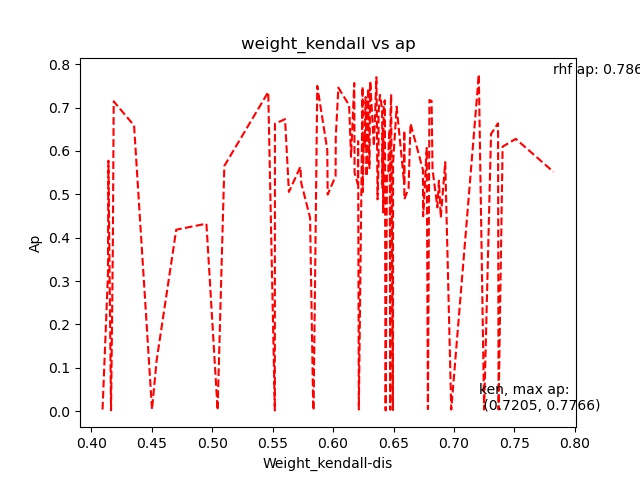 weight_kendall vs ap
rhf ap: 0.786
0.8
0.7
0.6
0.5
0.4
0.3
0.2
0.1
0.0
Ap
ken, max ap:
(0.7205, 0.7766)
0.40 0.45 0.50 0.55 0.60 0.65 0.70 0.75 0.80
Weight_kendall-dis